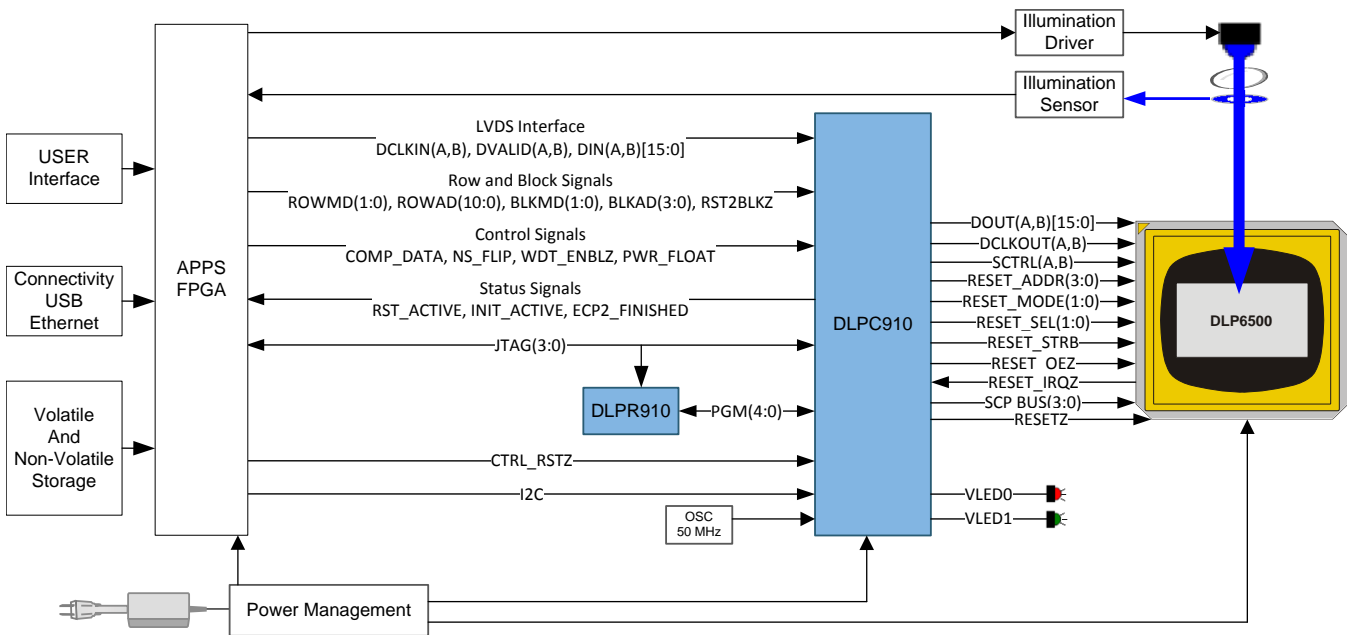 Illumination
Driver
Illumination
Sensor
USER
Interface
Connectivity
USB
Ethernet
Volatile
And
Non-Volatile
Storage
APPS
FPGA
LVDS Interface
DCLKIN(A,B), DVALID(A,B), DIN(A,B)[15:0]
Row and Block Signals
ROWMD(1:0), ROWAD(10:0), BLKMD(1:0), BLKAD(3:0), RST2BLKZ
Control Signals
COMP_DATA, NS_FLIP, WDT_ENBLZ, PWR_FLOAT
Status Signals
RST_ACTIVE, INIT_ACTIVE, ECP2_FINISHED
JTAG(3:0)
DLPR910
PGM(4:0)
CTRL_RSTZ
I2C
OSC
50 MHz
DLPC910
DOUT(A,B)[15:0]
DCLKOUT(A,B)
SCTRL(A,B)
RESET_ADDR(3:0)
RESET_MODE(1:0)
RESET_SEL(1:0)
RESET_STRB
RESET_OEZ
RESET_IRQZ
SCP BUS(3:0)
RESETZ
VLED0
VLED1
DLP6500
Power Management